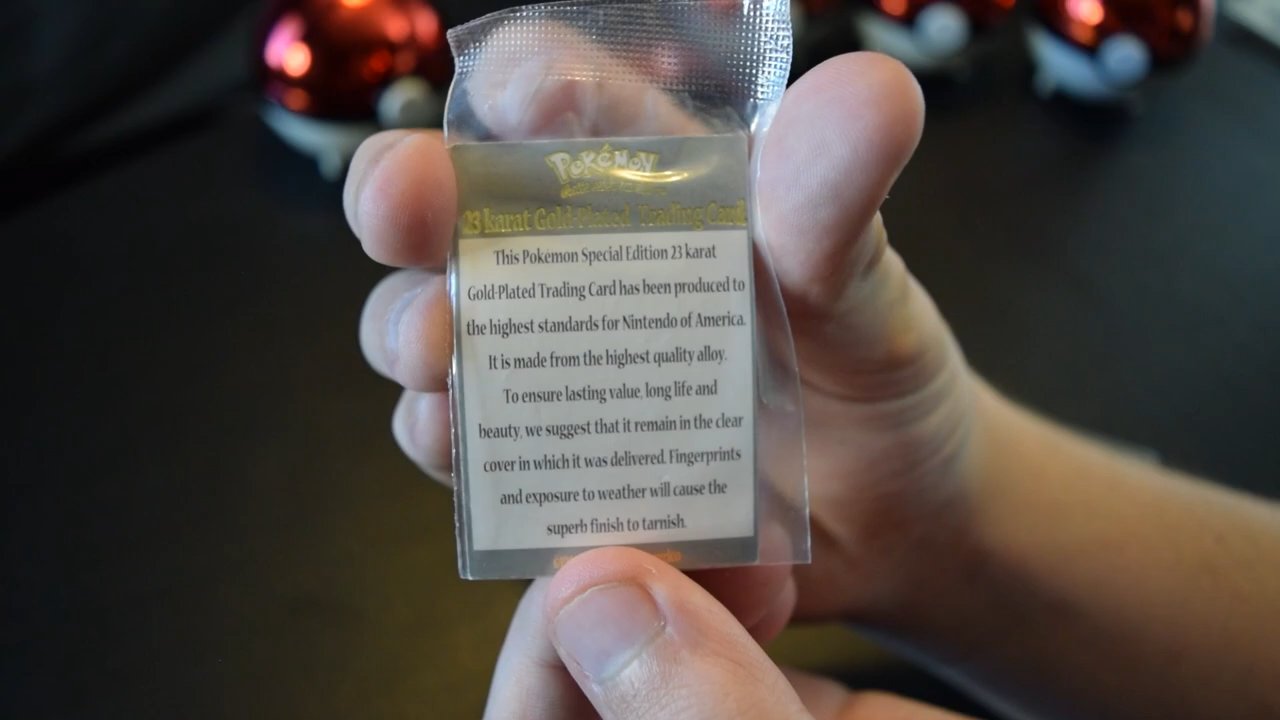 POKéMON
23 karat Gold-Plated Trading Card
This Pokémon Special Edition 23 karat
Gold-Plated Trading Card has been produced to
the highest standards for Nintendo of America.
It is made from the highest quality alloy.
To ensure lasting value, long life and
beauty, we suggest that it remain in the clear
cover in which it was delivered. Fingerprints
and exposure to weather will cause the
superb finish to tarnish.